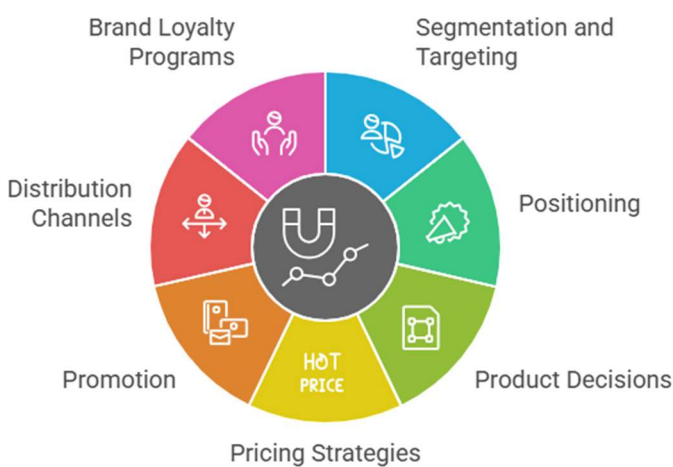 Brand Loyalty
Programs
Segmentation and
Targeting
Distribution
Channels
Positioning
HOT
PRICE
Promotion
Product Decisions
Pricing Strategies